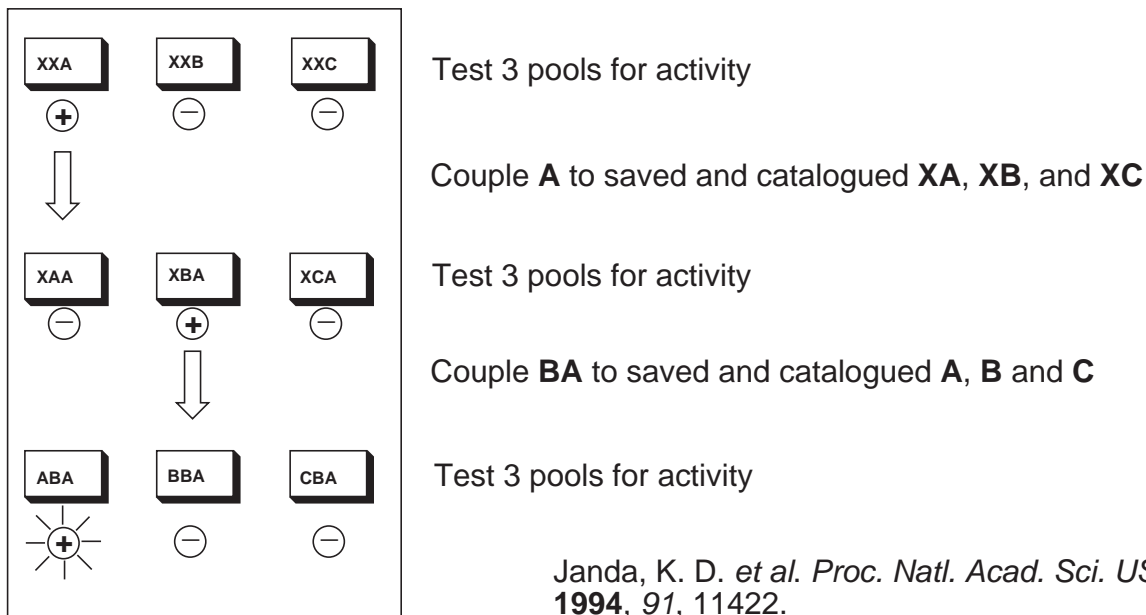 XXA XXB XXC
Test 3 pools for activity
+ – –
Couple A to saved and catalogued XA, XB, and XC
XAA XBA XCA
Test 3 pools for activity
– + –
Couple BA to saved and catalogued A, B and C
ABA BBA CBA
Test 3 pools for activity
+ – –
Janda, K. D. et al. Proc. Natl. Acad. Sci. US
1994, 91, 11422.